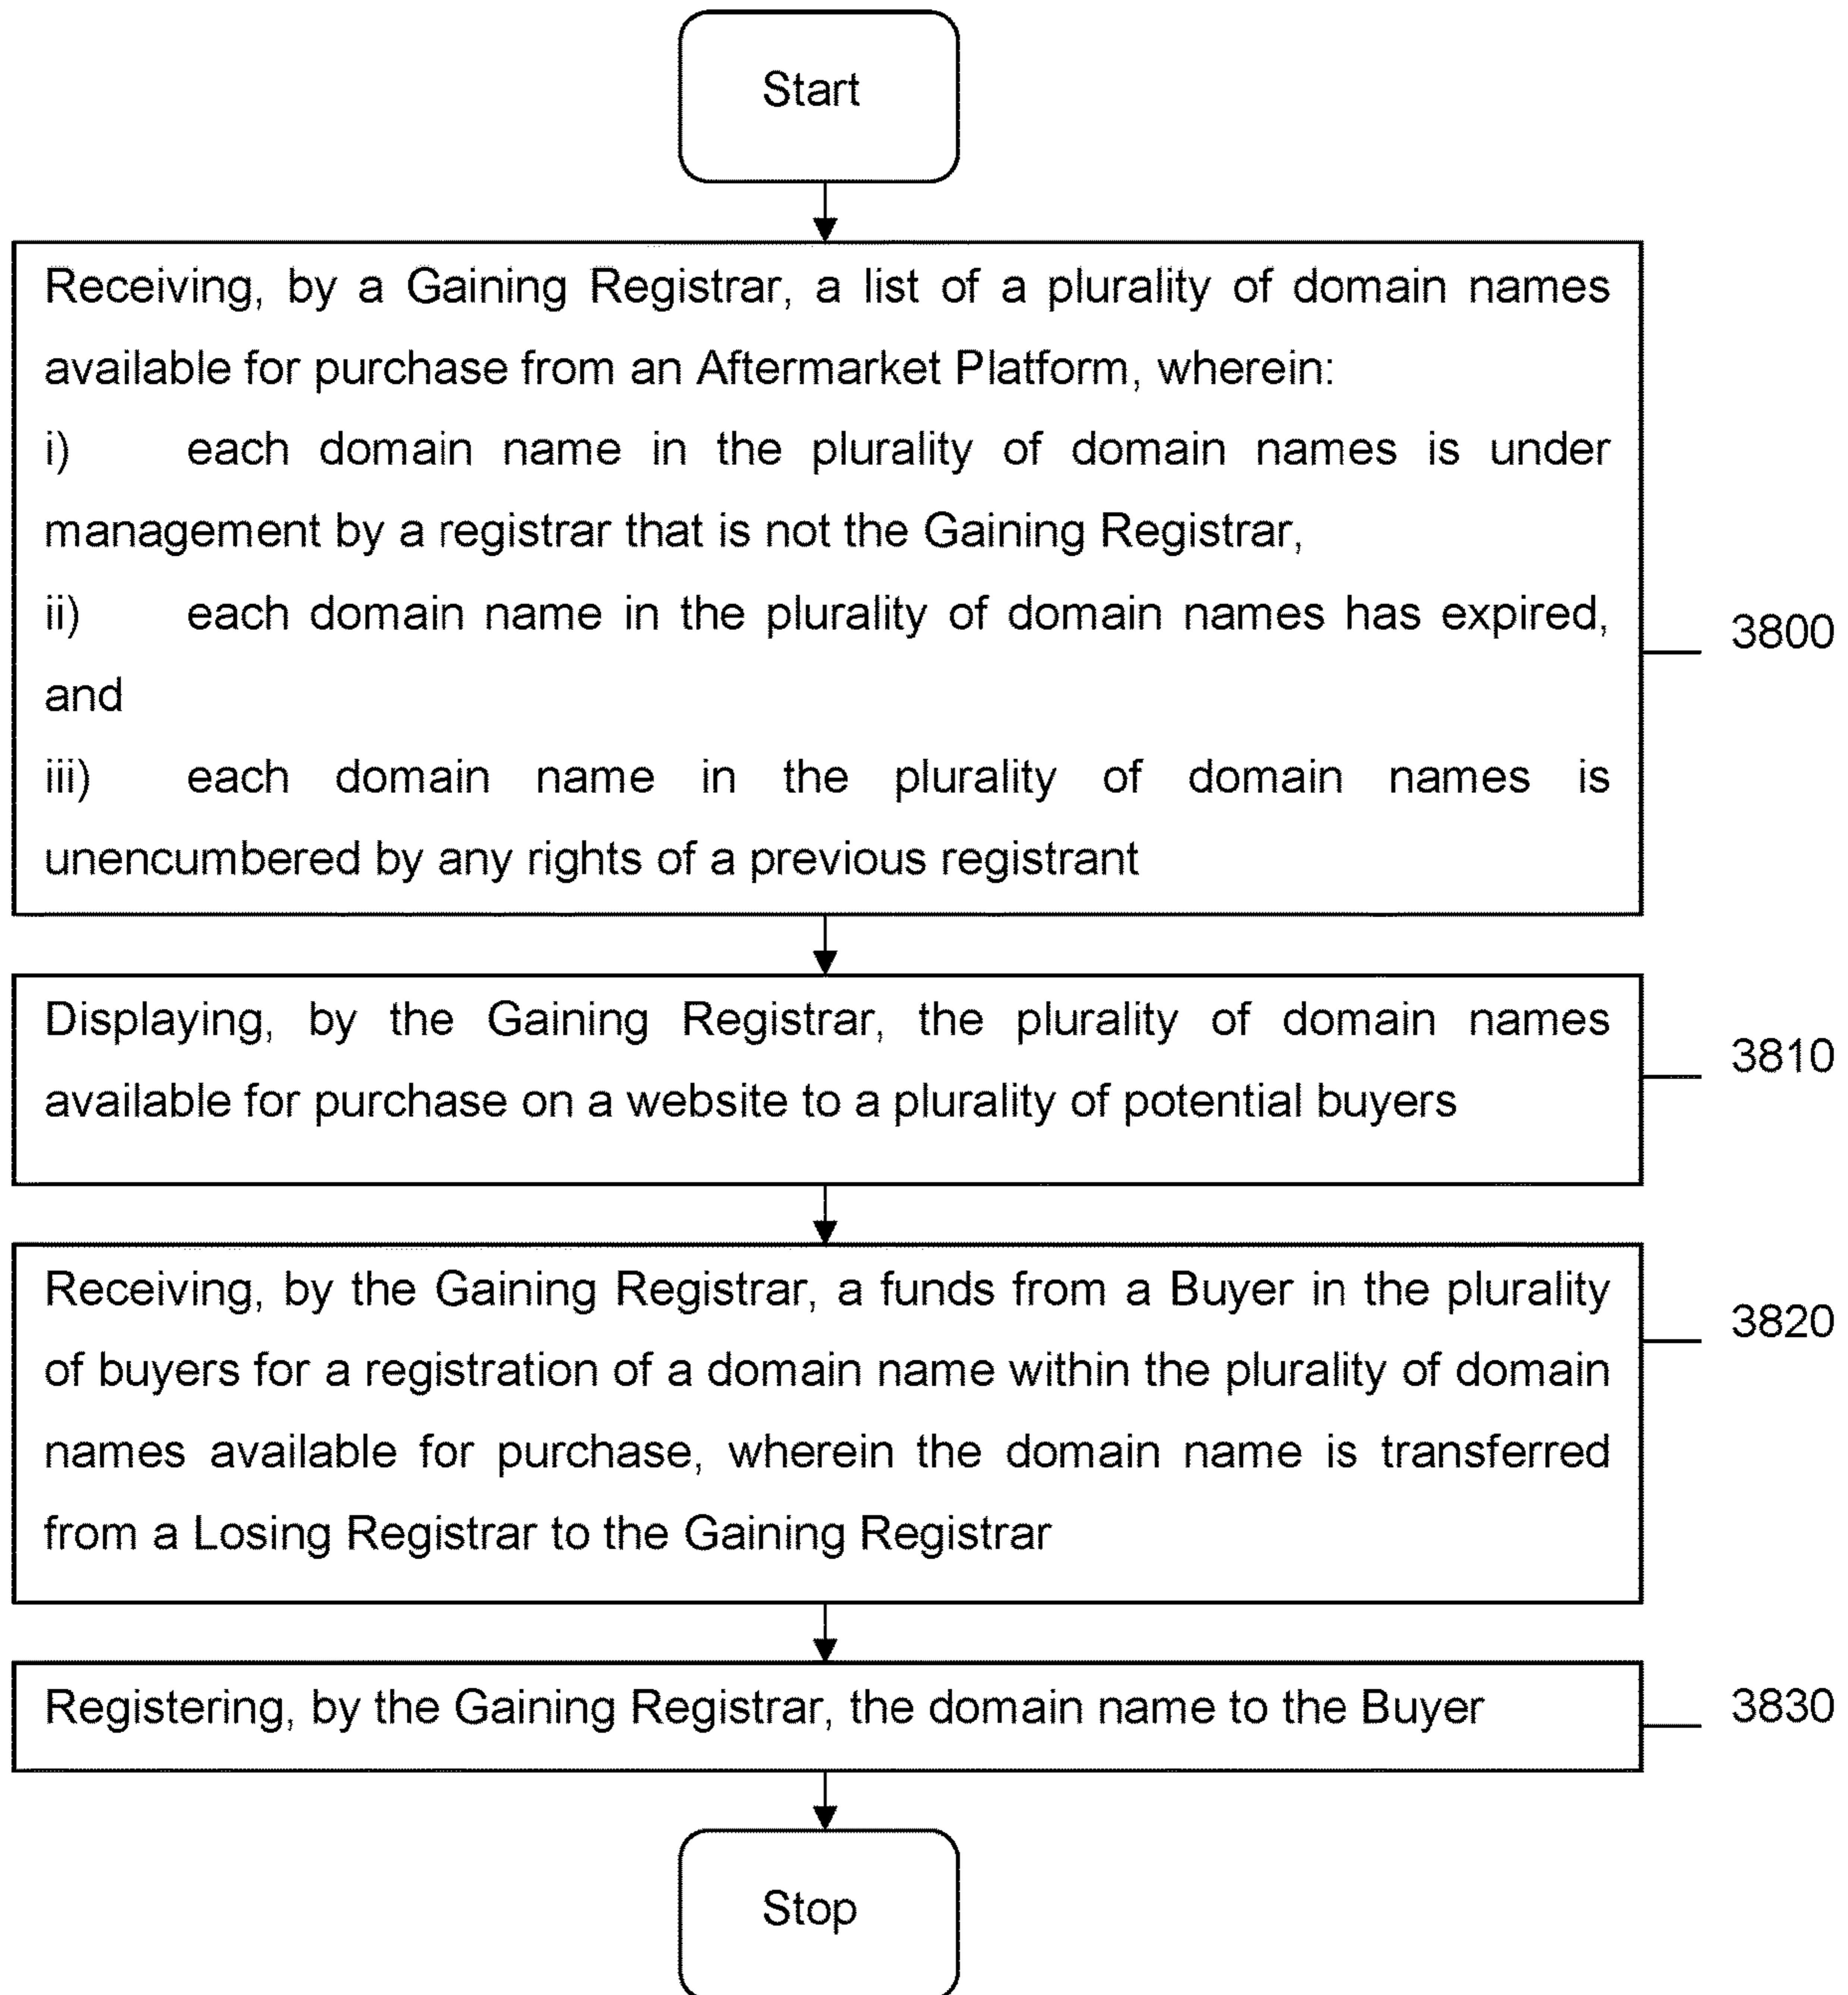 Start
Receiving, by a Gaining Registrar, a list of a plurality of domain names
available for purchase from an Aftermarket Platform, wherein:
i) each domain name in the plurality of domain names is under
management by a registrar that is not the Gaining Registrar,
ii) each domain name in the plurality of domain names has expired,
and
iii) each domain name in the plurality of domain names is
unencumbered by any rights of a previous registrant
3800
Displaying, by the Gaining Registrar, the plurality of domain names
available for purchase on a website to a plurality of potential buyers
3810
Receiving, by the Gaining Registrar, a funds from a Buyer in the plurality
of buyers for a registration of a domain name within the plurality of domain
names available for purchase, wherein the domain name is transferred
from a Losing Registrar to the Gaining Registrar
3820
Registering, by the Gaining Registrar, the domain name to the Buyer
3830
Stop